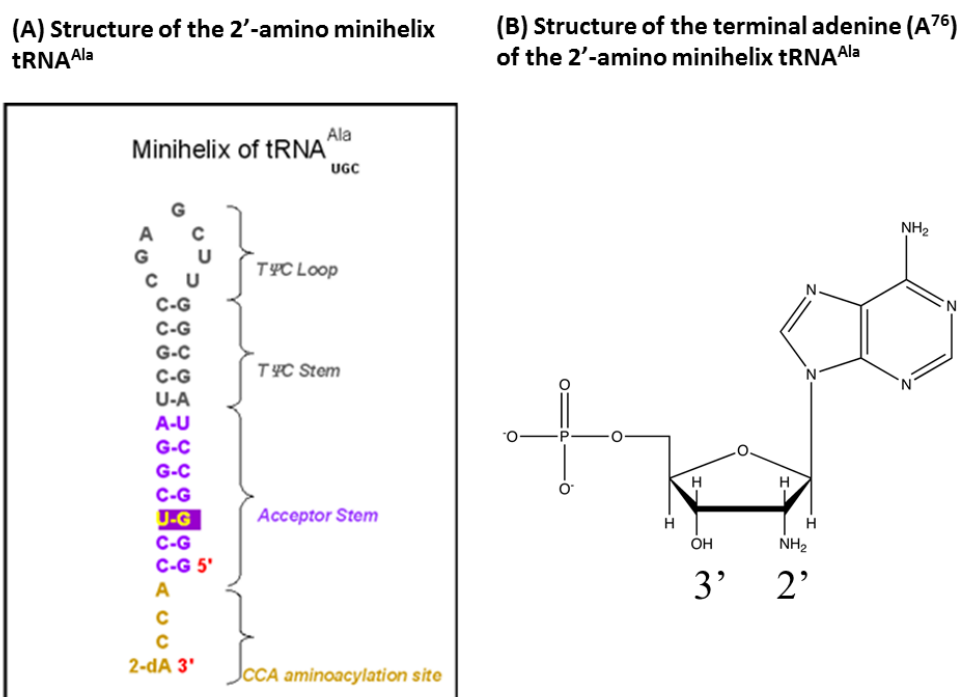 (A) Structure of the 2’-amino minihelix
tRNAAla
(B) Structure of the terminal adenine (A76)
of the 2’-amino minihelix tRNAAla
Minihelix of tRNA Ala
UGC
G
A C
G U
C U
TΨC Loop
C-G
C-G
G-C
TΨC Stem
C-G
U-A
A-U
G-C
G-C
C-G
U-G
Acceptor Stem
C-G
C-G 5'
A
C
C
2-dA 3'
CCA aminoacylation site
NH2
N
N
N
N
O
-O
P
O
O-
O
H
H
H
H
OH
NH2
3’ 2’